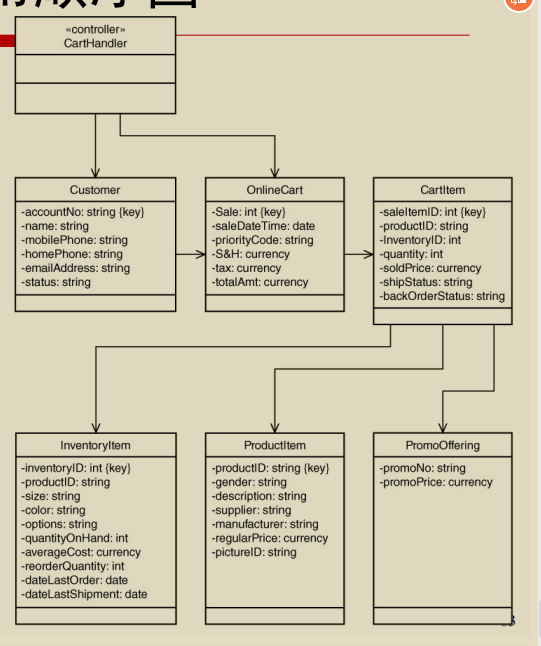 顺序图
«controller»
CartHandler
Customer
-accountNo: string {key}
-name: string
-mobilePhone: string
-homePhone: string
-emailAddress: string
-status: string
OnlineCart
-Sale: int {key}
-saleDateTime: date
-priorityCode: string
-S&H: currency
-tax: currency
-totalAmt: currency
CartItem
-saleItemID: int {key}
-productID: string
-InventoryID: int
-quantity: int
-soldPrice: currency
-shipStatus: string
-backOrderStatus: string
InventoryItem
-inventoryID: int {key}
-productID: string
-size: string
-color: string
-options: string
-quantityOnHand: int
-averageCost: currency
-reorderQuantity: int
-dateLastOrder: date
-dateLastShipment: date
ProductItem
-productID: string {key}
-gender: string
-description: string
-supplier: string
-manufacturer: string
-regularPrice: currency
-pictureID: string
PromoOffering
-promoNo: string
-promoPrice: currency